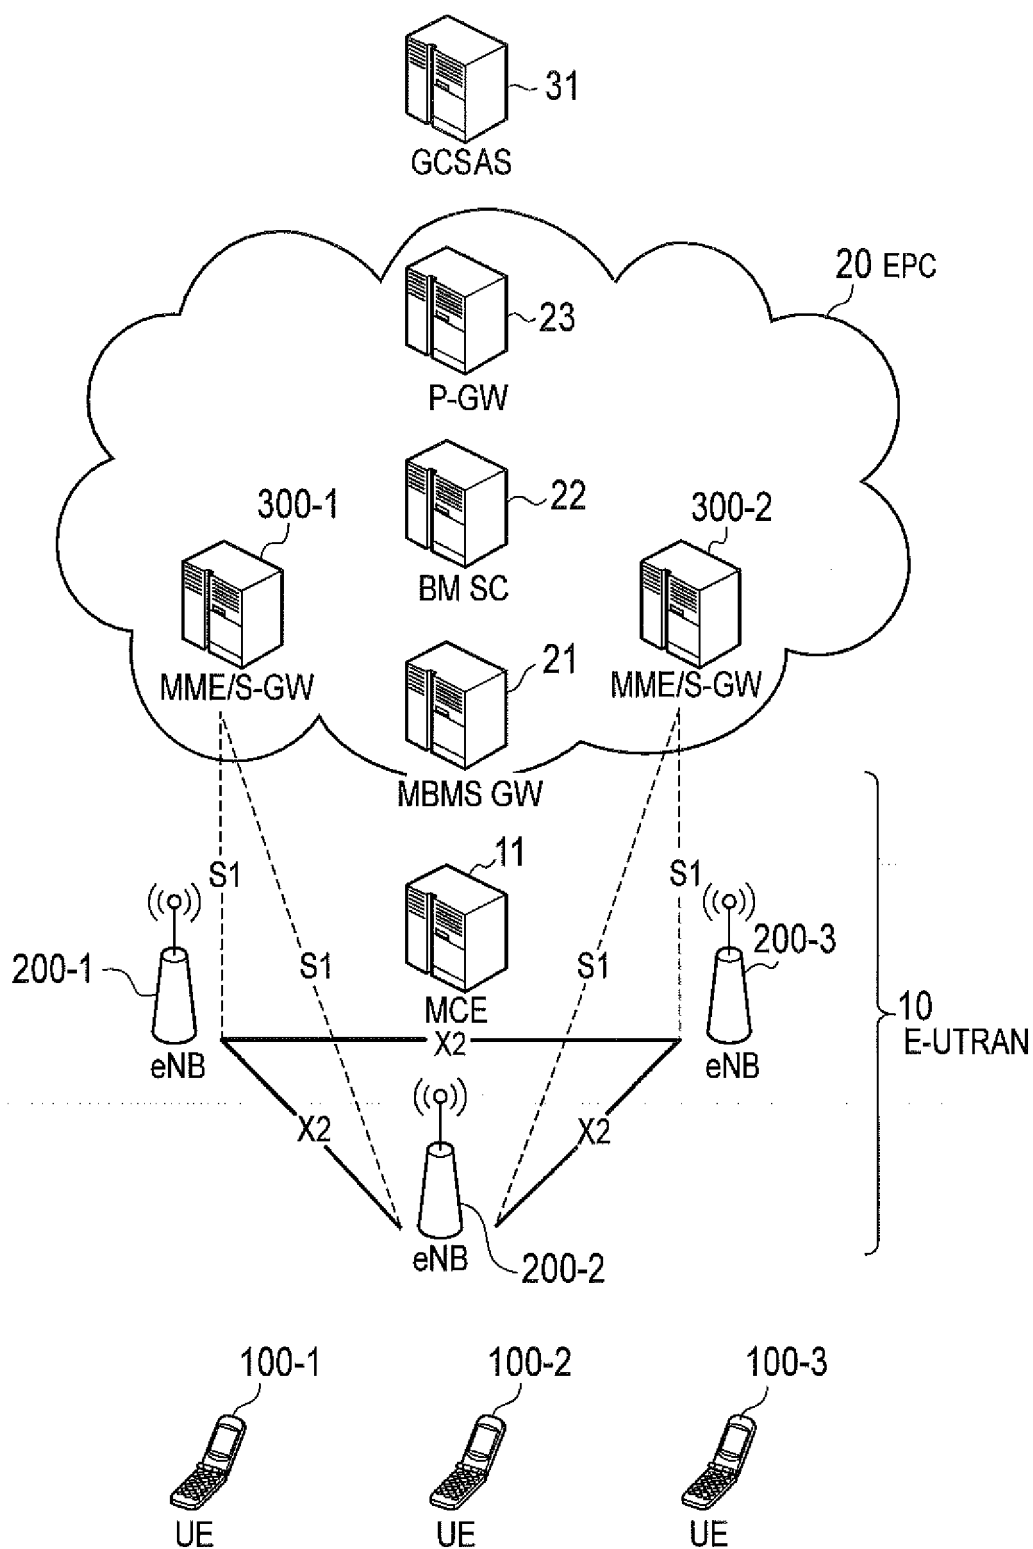 31
GCSAS
20 EPC
23
P-GW
300-1
22
300-2
BM SC
MME/S-GW
21
MME/S-GW
MBMS GW
S1
11
S1
200-1
S1
S1
200-3
MCE
10
E-UTRAN
eNB
X2
eNB
X2
X2
eNB
200-2
100-1
100-2
100-3
UE
UE
UE